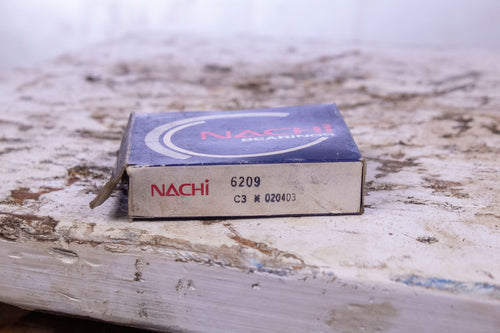 NACHi
BEARINGS
NACHi
6209
C3 ※ 020403